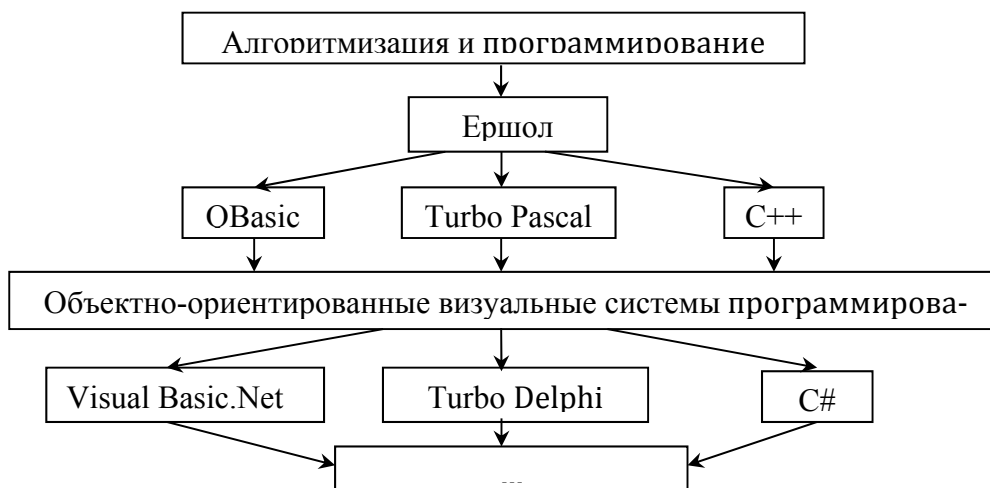 Алгоритмизация и программирование
Ершол
QBasic
Turbo Pascal
C++
Объектно-ориентированные визуальные системы программирова-
Visual Basic.Net
Turbo Delphi
C#